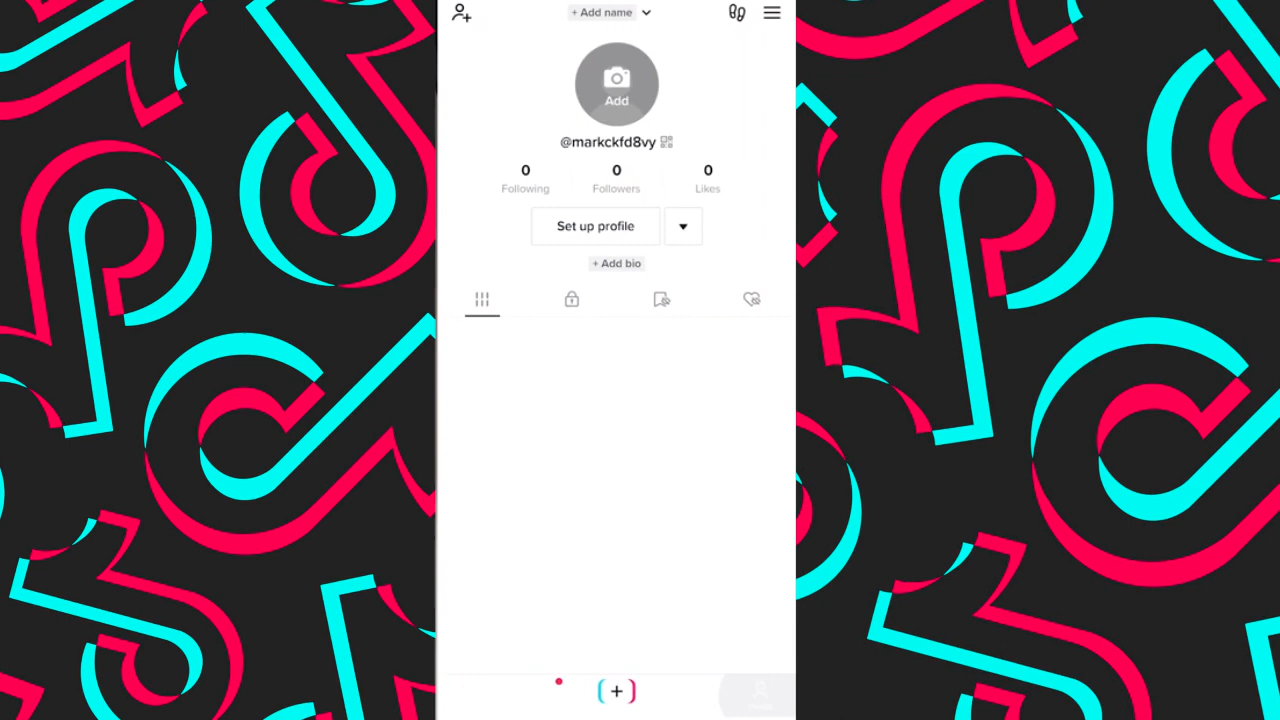 + Add name
Add
@markckfd8vy
0 0 0
Following Followers Likes
Set up profile
+ Add bio